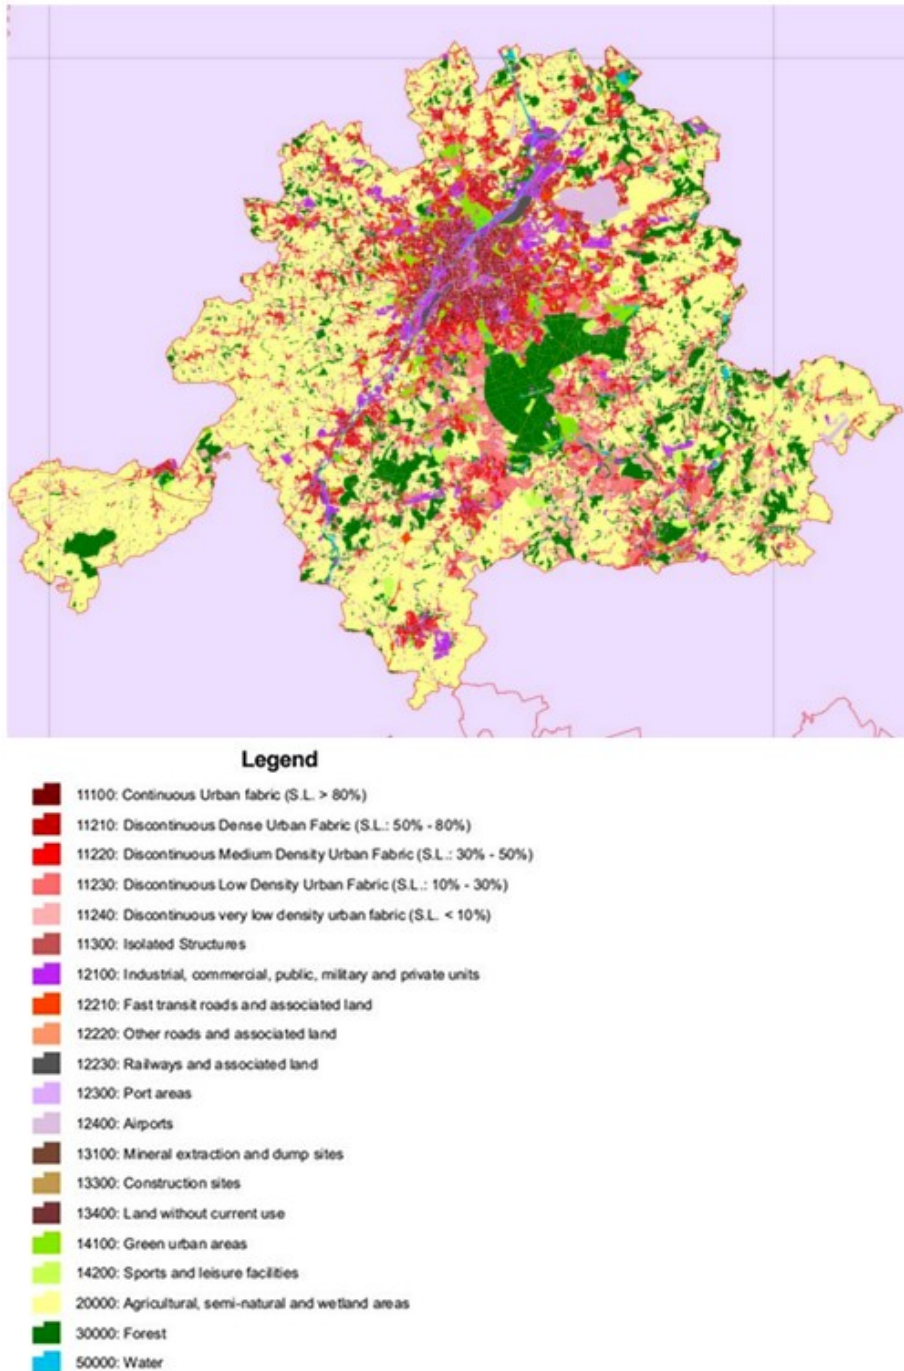 Legend
11100: Continuous Urban fabric (S.L. > 80%)
11210: Discontinuous Dense Urban Fabric (S.L.: 50% - 80%)
11220: Discontinuous Medium Density Urban Fabric (S.L.: 30% - 50%)
11230: Discontinuous Low Density Urban Fabric (S.L.: 10% - 30%)
11240: Discontinuous very low density urban fabric (S.L. < 10%)
11300: Isolated Structures
12100: Industrial, commercial, public, military and private units
12210: Fast transit roads and associated land
12220: Other roads and associated land
12230: Railways and associated land
12300: Port areas
12400: Airports
13100: Mineral extraction and dump sites
13300: Construction sites
13400: Land without current use
14100: Green urban areas
14200: Sports and leisure facilities
20000: Agricultural, semi-natural and wetland areas
30000: Forest
50000: Water